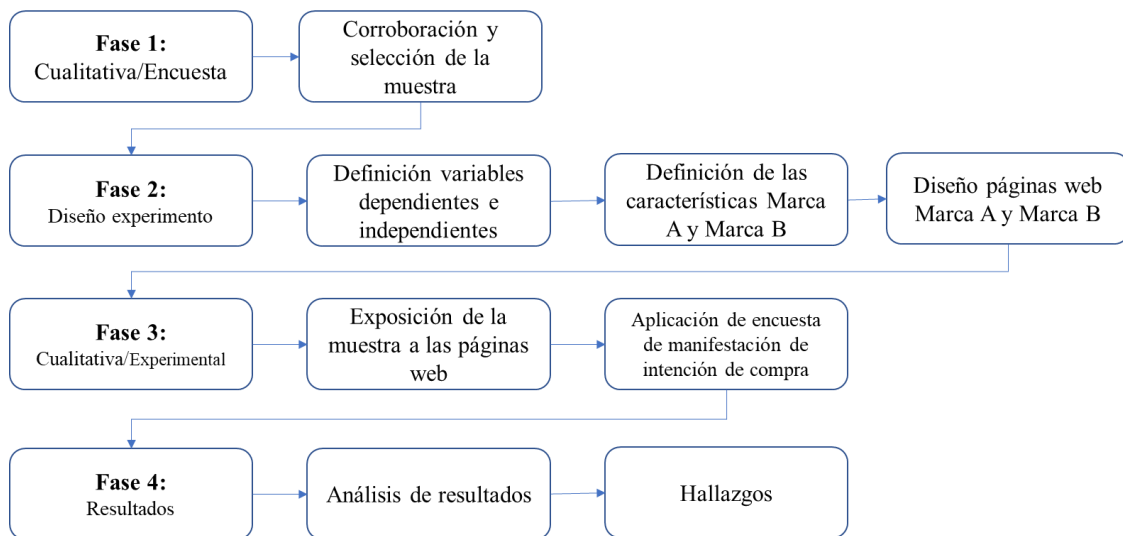 Fase 1:
Cualitativa/Encuesta
Corroboración y
selección de la
muestra
Fase 2:
Diseño experimento
Definición variables
dependientes e
independientes
Definición de las
características Marca
A y Marca B
Diseño páginas web
Marca A y Marca B
Fase 3:
Cualitativa/Experimental
Exposición de la
muestra a las páginas
web
Aplicación de encuesta
de manifestación de
intención de compra
Fase 4:
Resultados
Análisis de resultados
Hallazgos